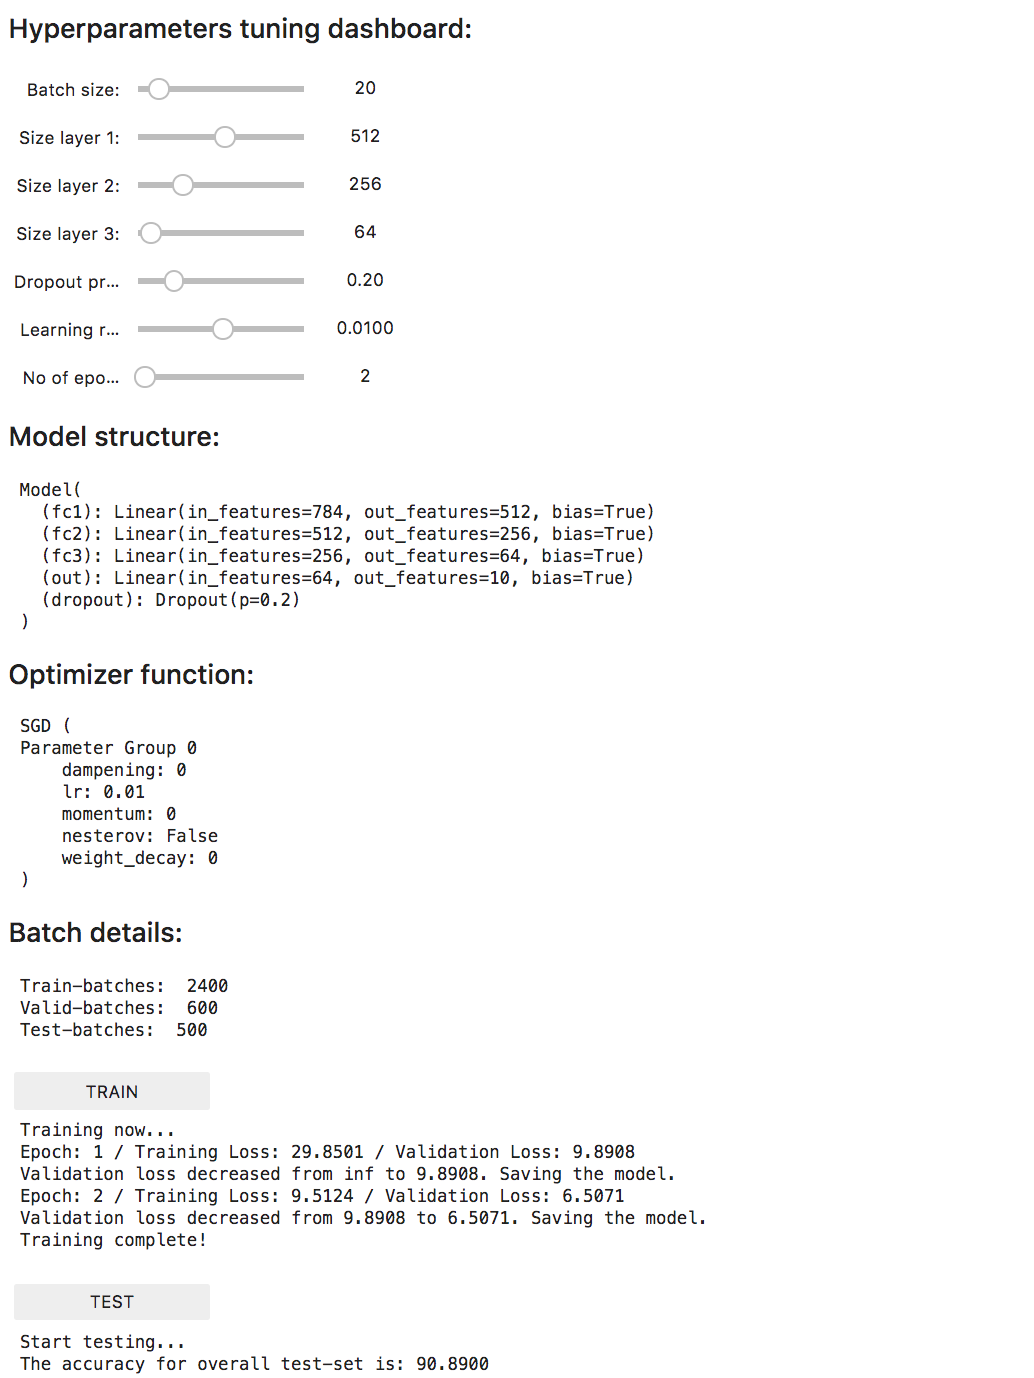 Hyperparameters tuning dashboard:
Batch size: 20
Size layer 1: 512
Size layer 2: 256
Size layer 3: 64
Dropout pr... 0.20
Learning r... 0.0100
No of epo... 2
Model structure:
Model(
  (fc1): Linear(in_features=784, out_features=512, bias=True)
  (fc2): Linear(in_features=512, out_features=256, bias=True)
  (fc3): Linear(in_features=256, out_features=64, bias=True)
  (out): Linear(in_features=64, out_features=10, bias=True)
  (dropout): Dropout(p=0.2)
)
Optimizer function:
SGD (
Parameter Group 0
    dampening: 0
    lr: 0.01
    momentum: 0
    nesterov: False
    weight_decay: 0
)
Batch details:
Train-batches:  2400
Valid-batches:  600
Test-batches:  500
TRAIN
Training now...
Epoch: 1 / Training Loss: 29.8501 / Validation Loss: 9.8908
Validation loss decreased from inf to 9.8908. Saving the model.
Epoch: 2 / Training Loss: 9.5124 / Validation Loss: 6.5071
Validation loss decreased from 9.8908 to 6.5071. Saving the model.
Training complete!
TEST
Start testing...
The accuracy for overall test-set is: 90.8900